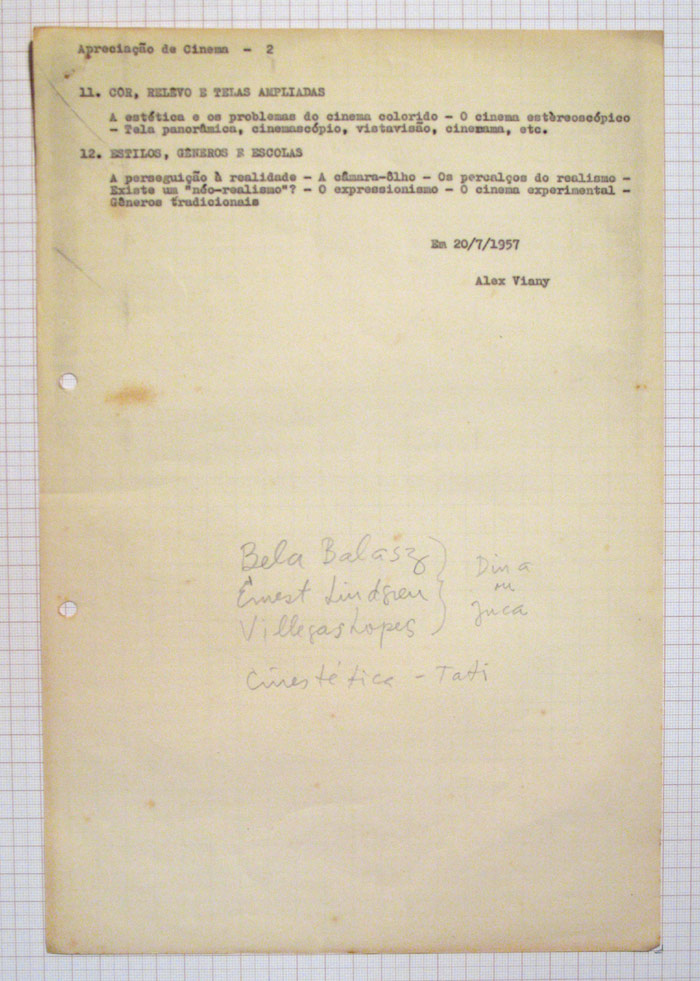 Apreciação de Cinema - 2
11. CÔR, RELÊVO E TELAS AMPLIADAS
A estética e os problemas do cinema colorido - O cinema estèreoscópico
- Tela panorâmica, cinemascópio, vistavisão, cinerama, etc.
12. ESTILOS, GÊNEROS E ESCOLAS
A perseguição à realidade - A câmara-ôlho - Os percalços do realismo -
Existe um "néo-realismo"? - O expressionismo - O cinema experimental -
Gêneros tradicionais
Em 20/7/1957
Alex Viany
Bela Balasz
Ernest Lindgren
Villegas Lopes
Dina
ou
Juca
Cinestética - Tati